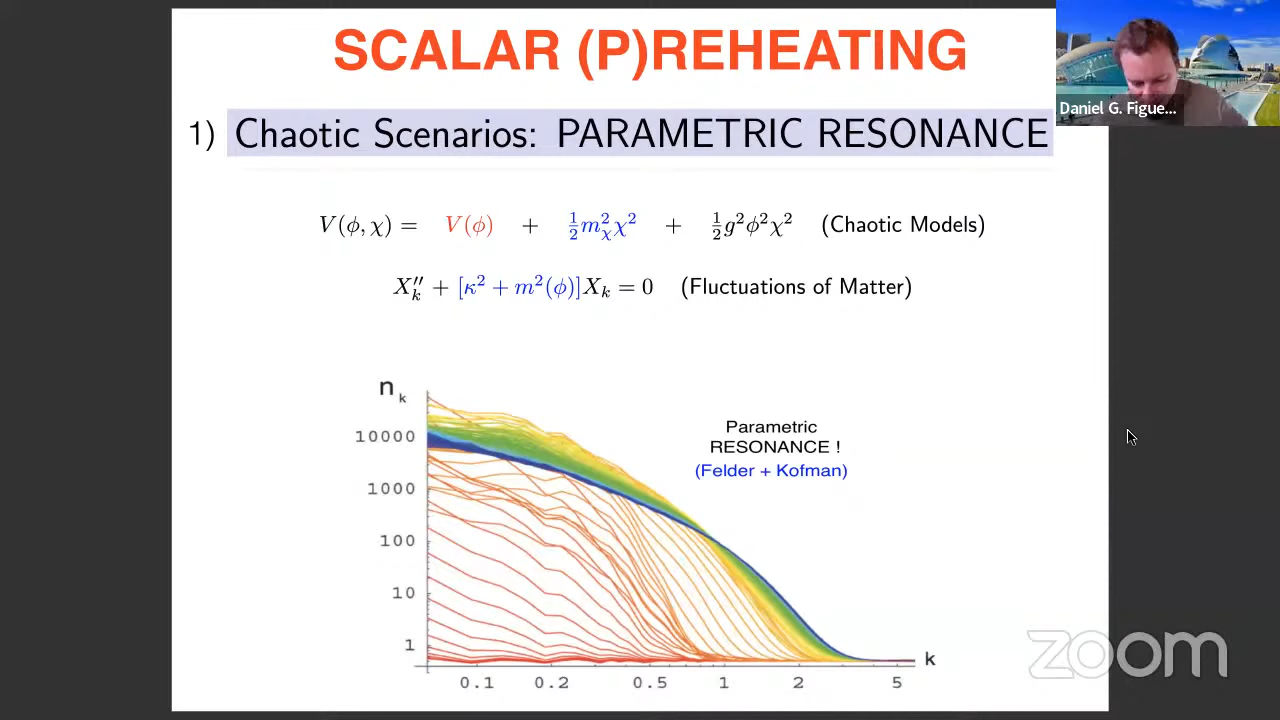 SCALAR (P)REHEATING
Daniel G. Figue...
1) Chaotic Scenarios: PARAMETRIC RESONANCE
V(ϕ, χ) = V(ϕ) + ½m²_χχ² + ½g²ϕ²χ² (Chaotic Models)
X″_k + [κ² + m²(ϕ)]X_k = 0 (Fluctuations of Matter)
n_k
Parametric
RESONANCE !
(Felder + Kofman)
10000
1000
100
10
1
k
0.1 0.2 0.5 1 2 5
zoom